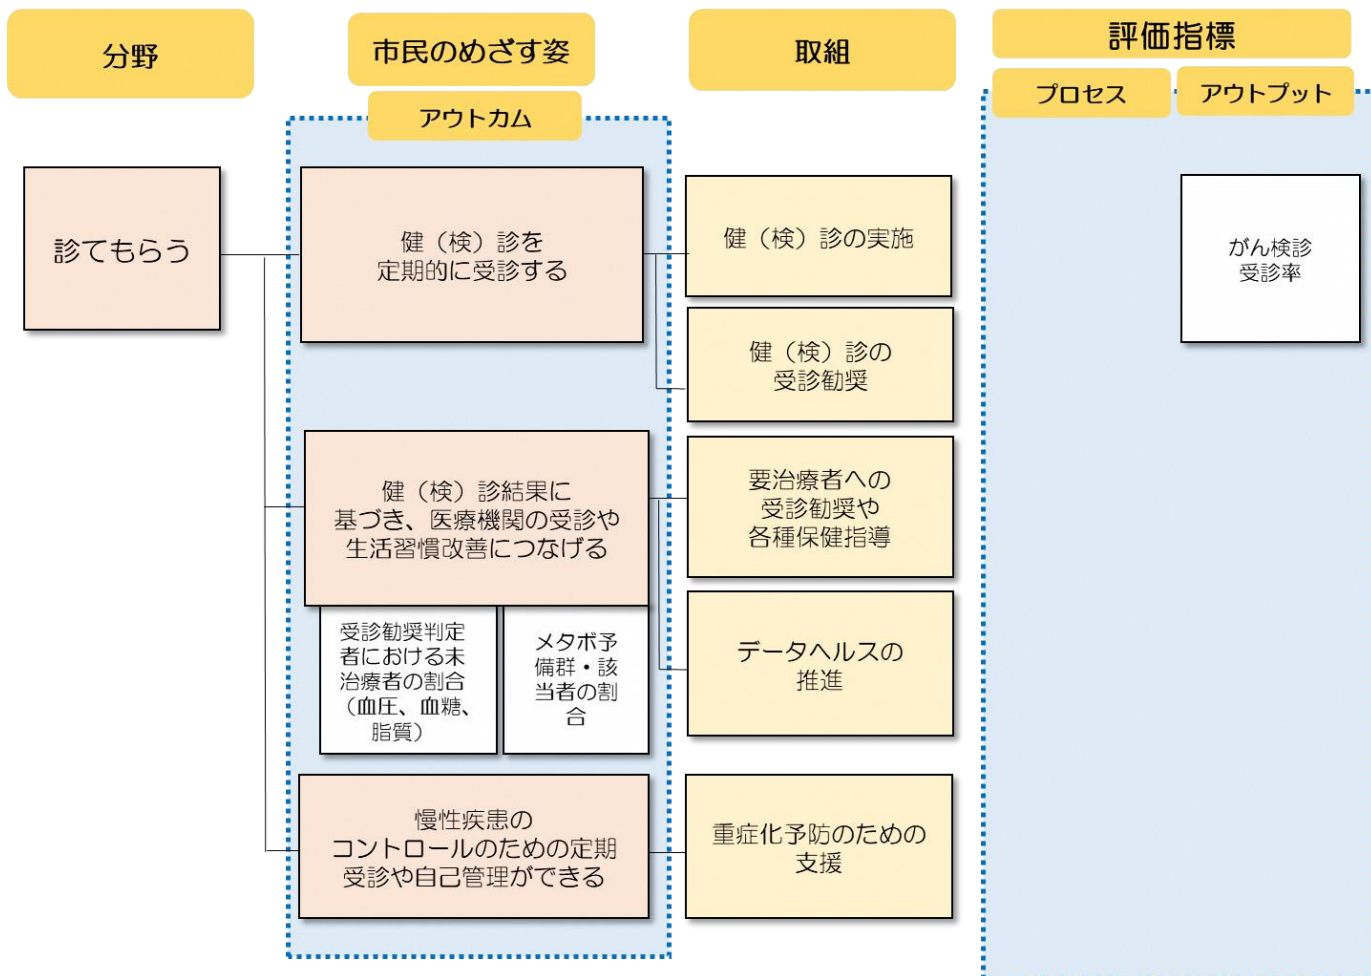 分野
市民のめざす姿
取組
評価指標
アウトカム
プロセス
アウトプット
診てもらう
健（検）診を
定期的に受診する
健（検）診の実施
がん検診
受診率
健（検）診の
受診勧奨
健（検）診結果に
基づき、医療機関の受診や
生活習慣改善につなげる
要治療者への
受診勧奨や
各種保健指導
受診勧奨判定
者における未
治療者の割合
（血圧、血糖、
脂質）
メタボ予
備群・該
当者の割
合
データヘルスの
推進
慢性疾患の
コントロールのための定期
受診や自己管理ができる
重症化予防のための
支援